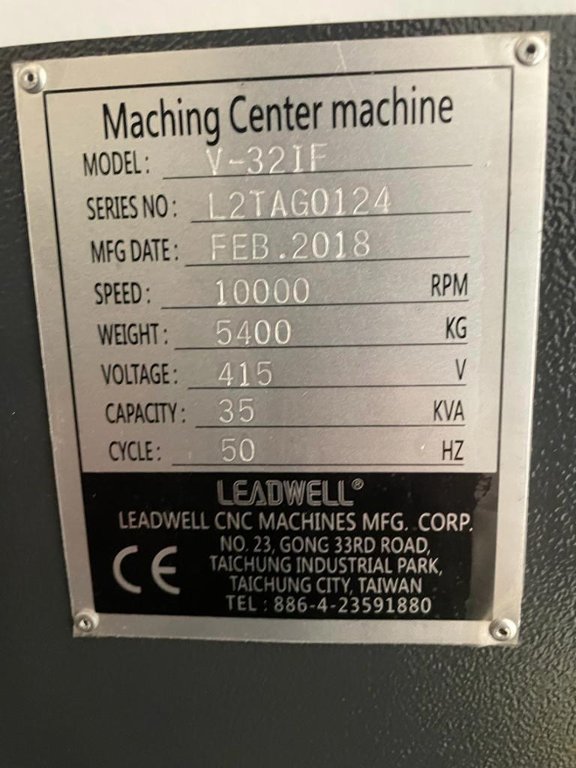 Maching Center machine
MODEL: V-32IF
SERIES NO: L2TAG0124
MFG DATE: FEB.2018
SPEED: 10000 RPM
WEIGHT: 5400 KG
VOLTAGE: 415 V
CAPACITY: 35 KVA
CYCLE: 50 HZ
LEADWELL®
LEADWELL CNC MACHINES MFG. CORP.
CE
NO. 23, GONG 33RD ROAD,
TAICHUNG INDUSTRIAL PARK,
TAICHUNG CITY, TAIWAN
TEL : 886-4-23591880